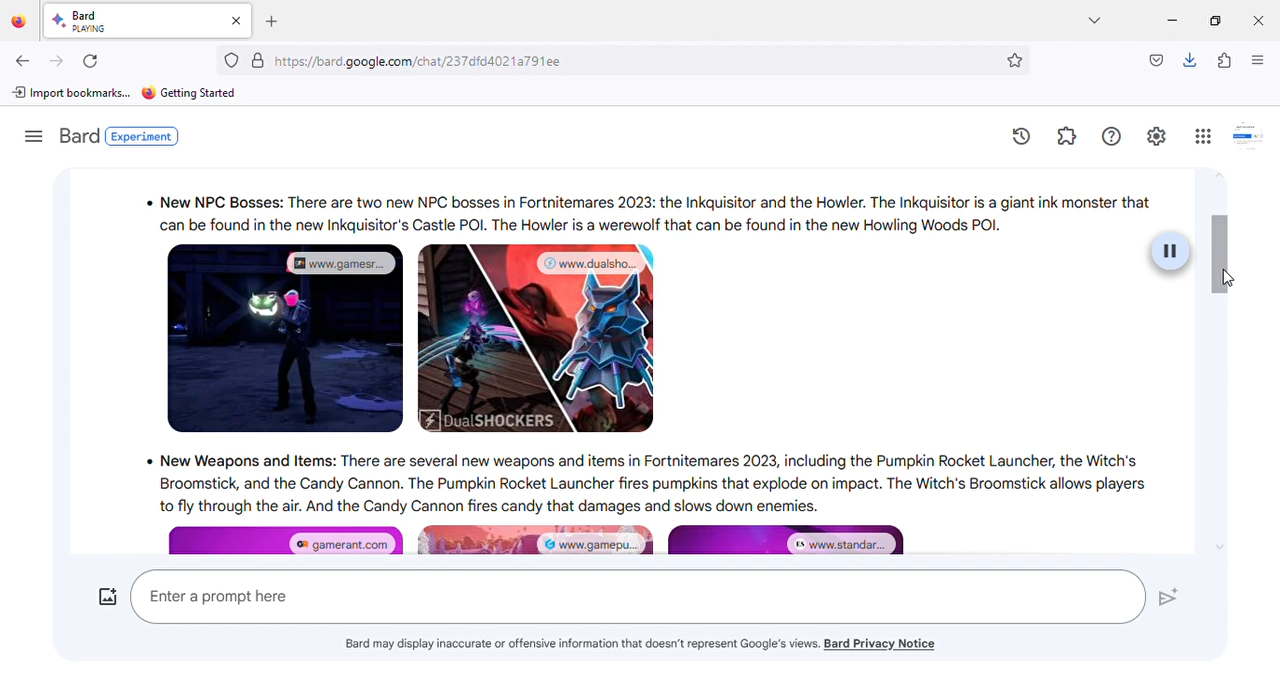 Bard
PLAYING
https://bard.google.com/chat/237dfd4021a791ee
Import bookmarks...
Getting Started
Bard
Experiment
• New NPC Bosses: There are two new NPC bosses in Fortnitemares 2023: the Inkquisitor and the Howler. The Inkquisitor is a giant ink monster that
can be found in the new Inkquisitor's Castle POI. The Howler is a werewolf that can be found in the new Howling Woods POI.
www.gamesr...
www.dualsho...
DualSHOCKERS
• New Weapons and Items: There are several new weapons and items in Fortnitemares 2023, including the Pumpkin Rocket Launcher, the Witch's
Broomstick, and the Candy Cannon. The Pumpkin Rocket Launcher fires pumpkins that explode on impact. The Witch's Broomstick allows players
to fly through the air. And the Candy Cannon fires candy that damages and slows down enemies.
GR gamerant.com
www.gamepu...
ES www.standar...
Enter a prompt here
Bard may display inaccurate or offensive information that doesn't represent Google's views. Bard Privacy Notice